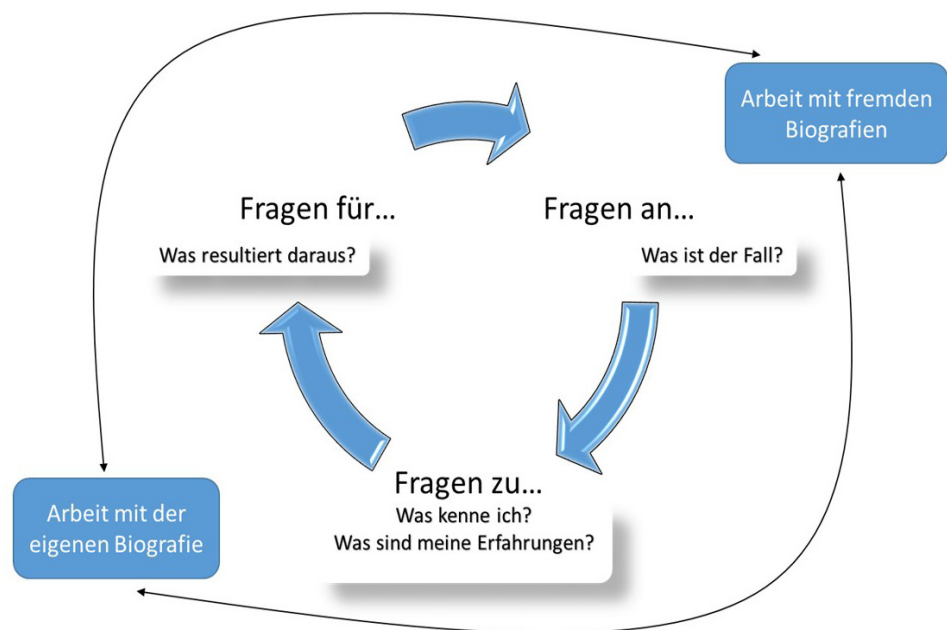 Arbeit mit fremden
Biografien
Fragen für...
Was resultiert daraus?
Fragen an...
Was ist der Fall?
Fragen zu...
Was kenne ich?
Was sind meine Erfahrungen?
Arbeit mit der
eigenen Biografie